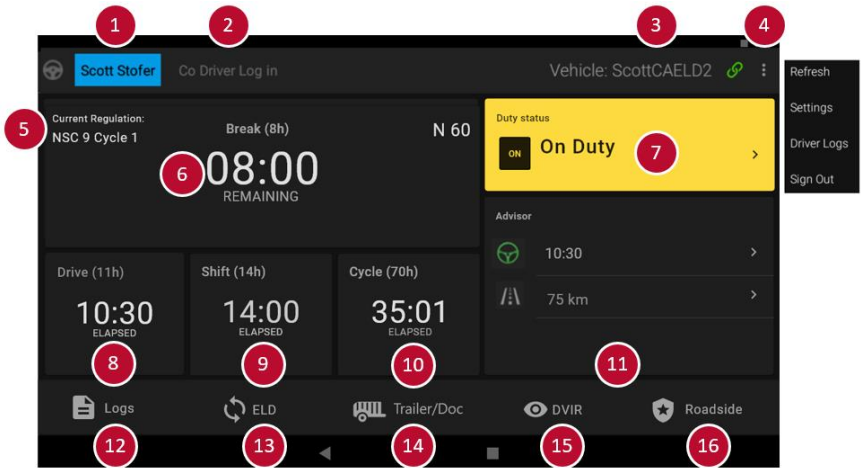 1
2
3
4
Scott Stofer
Co Driver Log in
Vehicle: ScottCAELD2
Refresh
Settings
Driver Logs
Sign Out
5
Current Regulation:
NSC 9 Cycle 1
Break (8h)
N 60
6
08:00
REMAINING
Duty status
ON
On Duty
7
Advisor
10:30
75 km
Drive (11h)
10:30
ELAPSED
8
Shift (14h)
14:00
ELAPSED
9
Cycle (70h)
35:01
ELAPSED
10
11
Logs
ELD
Trailer/Doc
DVIR
Roadside
12
13
14
15
16